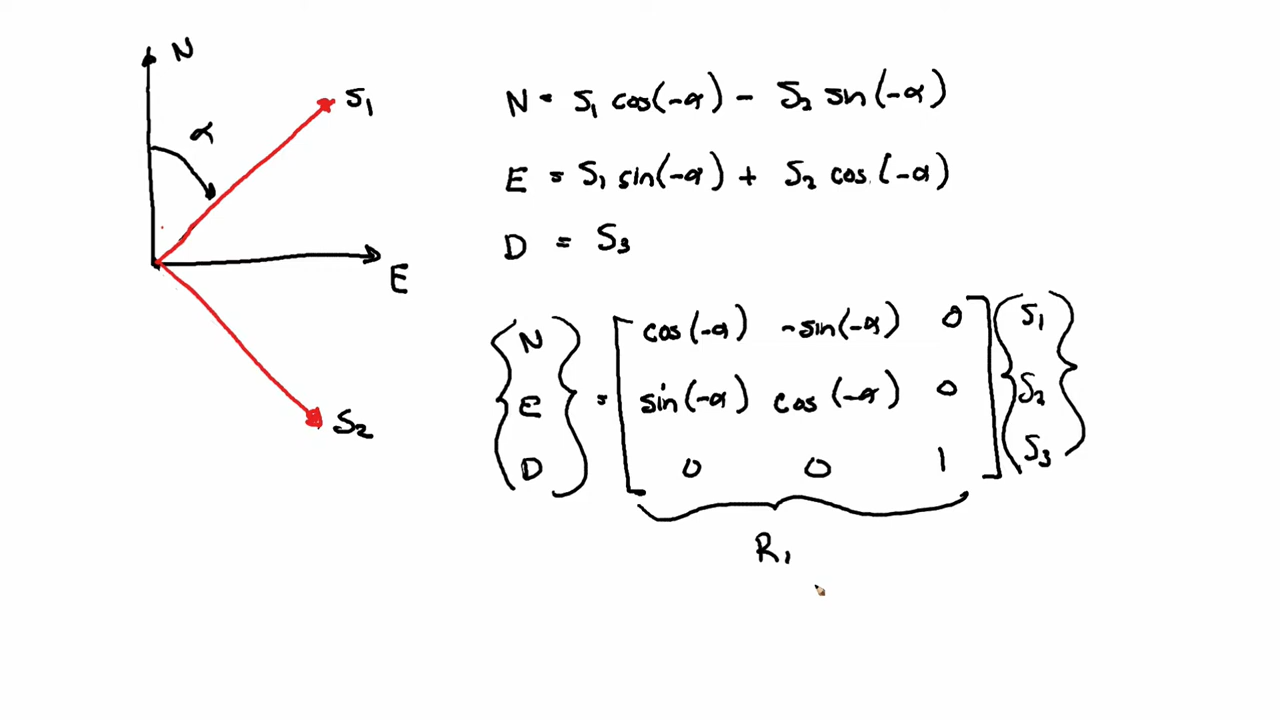 N
S₁
α
E
S₂
N = S₁ cos(-α) - S₂ sin(-α)
E = S₁ sin(-α) + S₂ cos(-α)
D = S₃
{N E D} = [cos(-α) -sin(-α) 0] {S₁ S₂ S₃}
sin(-α) cos(-α) 0
0 0 1
R₁